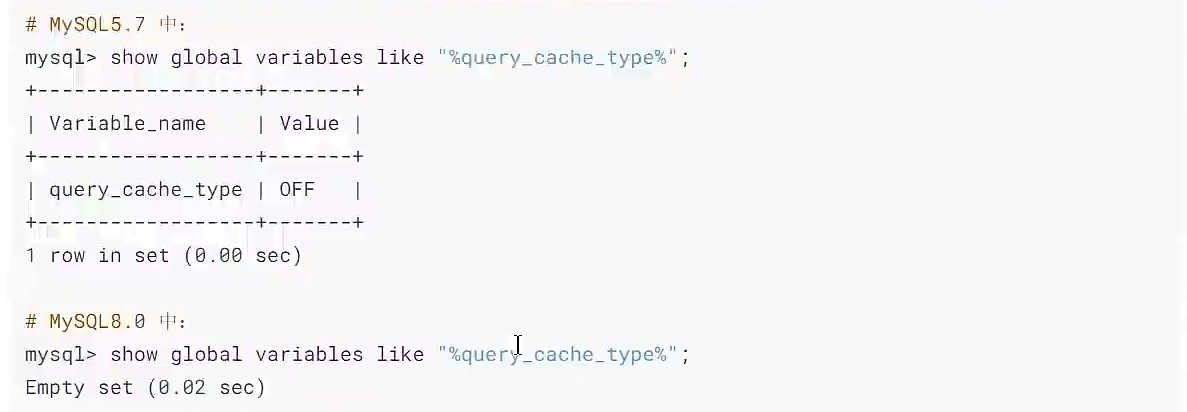 # MySQL5.7 中：
mysql> show global variables like "%query_cache_type%";
+------------------+-------+
| Variable_name    | Value |
+------------------+-------+
| query_cache_type | OFF   |
+------------------+-------+
1 row in set (0.00 sec)
# MySQL8.0 中：
mysql> show global variables like "%query_cache_type%";
Empty set (0.02 sec)